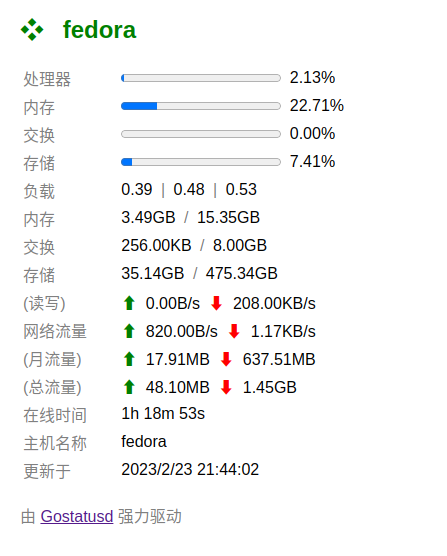 fedora
处理器 2.13%
内存 22.71%
交换 0.00%
存储 7.41%
负载 0.39 | 0.48 | 0.53
内存 3.49GB / 15.35GB
交换 256.00KB / 8.00GB
存储 35.14GB / 475.34GB
(读写) ⬆ 0.00B/s ⬇ 208.00KB/s
网络流量 ⬆ 820.00B/s ⬇ 1.17KB/s
(月流量) ⬆ 17.91MB ⬇ 637.51MB
(总流量) ⬆ 48.10MB ⬇ 1.45GB
在线时间 1h 18m 53s
主机名称 fedora
更新于 2023/2/23 21:44:02
由 Gostatusd 强力驱动